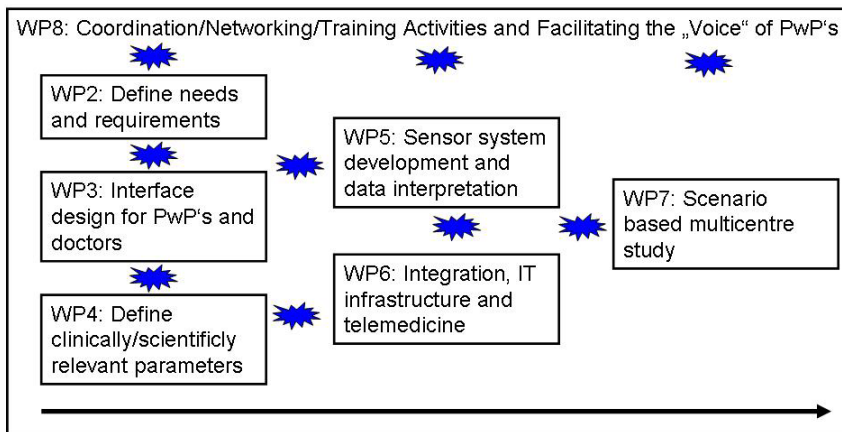 WP8: Coordination/Networking/Training Activities and Facilitating the „Voice“ of PwP‘s
WP2: Define needs
and requirements
WP3: Interface
design for PwP‘s and
doctors
WP4: Define
clinically/scientificly
relevant parameters
WP5: Sensor system
development and
data interpretation
WP6: Integration, IT
infrastructure and
telemedicine
WP7: Scenario
based multicentre
study